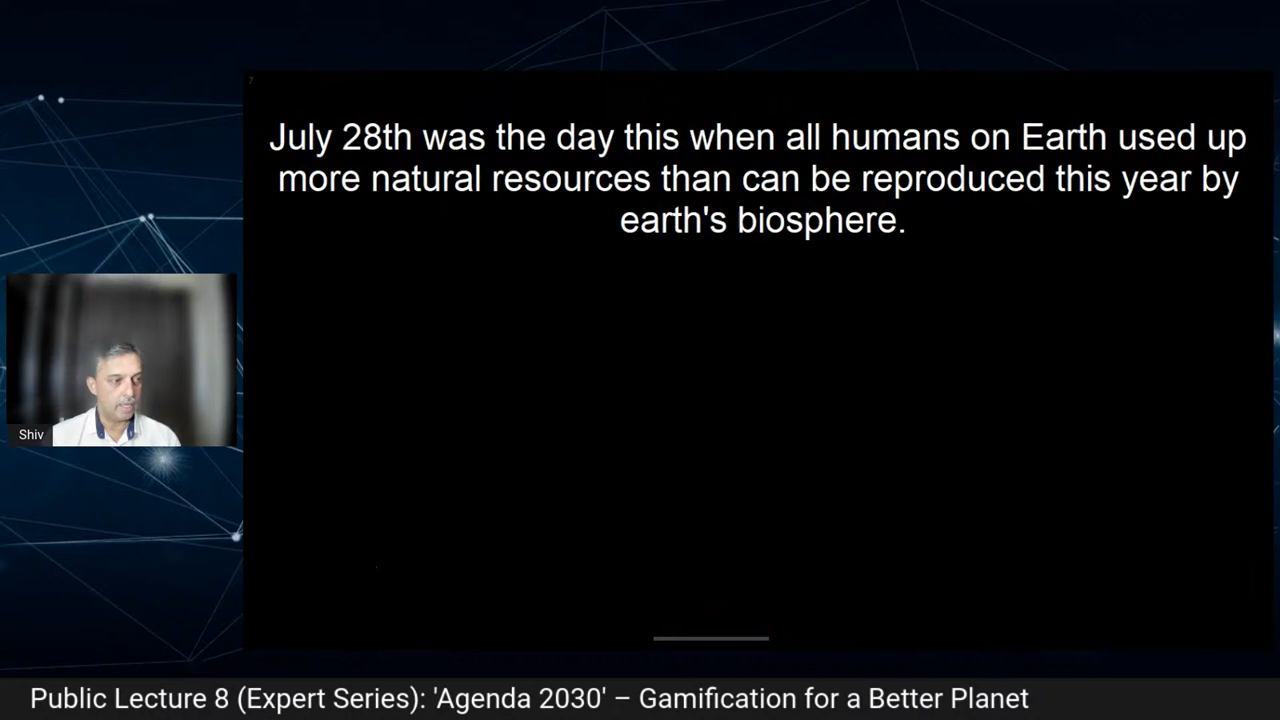 7
July 28th was the day this when all humans on Earth used up
more natural resources than can be reproduced this year by
earth's biosphere.
Shiv
Public Lecture 8 (Expert Series): 'Agenda 2030' – Gamification for a Better Planet